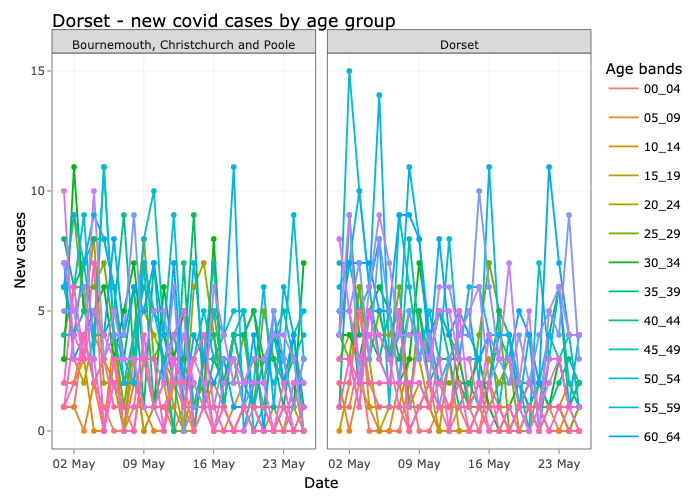 Dorset - new covid cases by age group
Bournemouth, Christchurch and Poole
Dorset
15
10
5
0
New cases
02 May
09 May
16 May
23 May
02 May
09 May
16 May
23 May
Date
Age bands
00_04
05_09
10_14
15_19
20_24
25_29
30_34
35_39
40_44
45_49
50_54
55_59
60_64